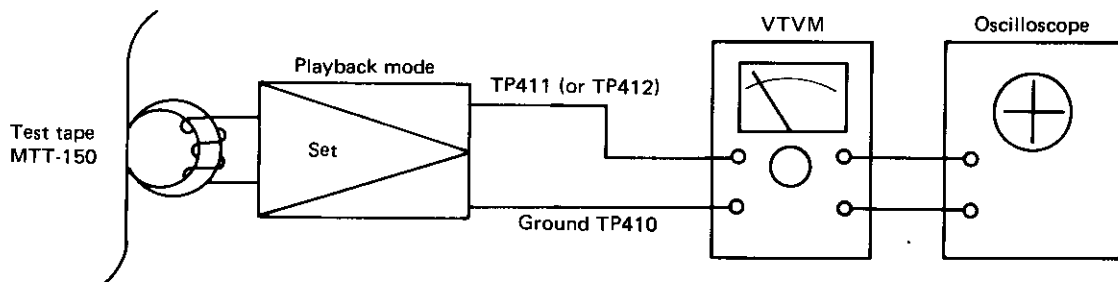 VTVM
Oscilloscope
Playback mode
TP411 (or TP412)
Test tape
MTT-150
Set
Ground TP410